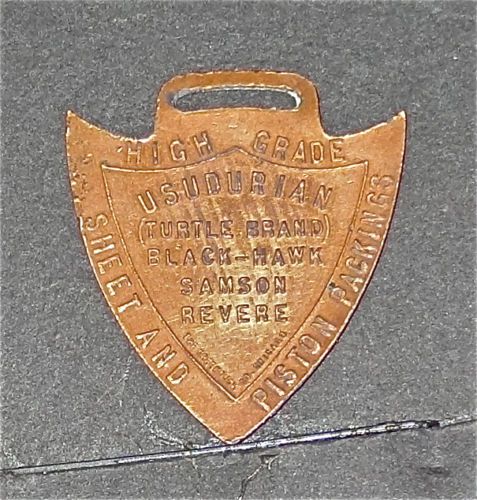 HIGH GRADE
USUDURIAN
(TURTLE BRAND)
BLACK-HAWK
SAMSON
REVERE
SHEET AND
PISTON PACKINGS